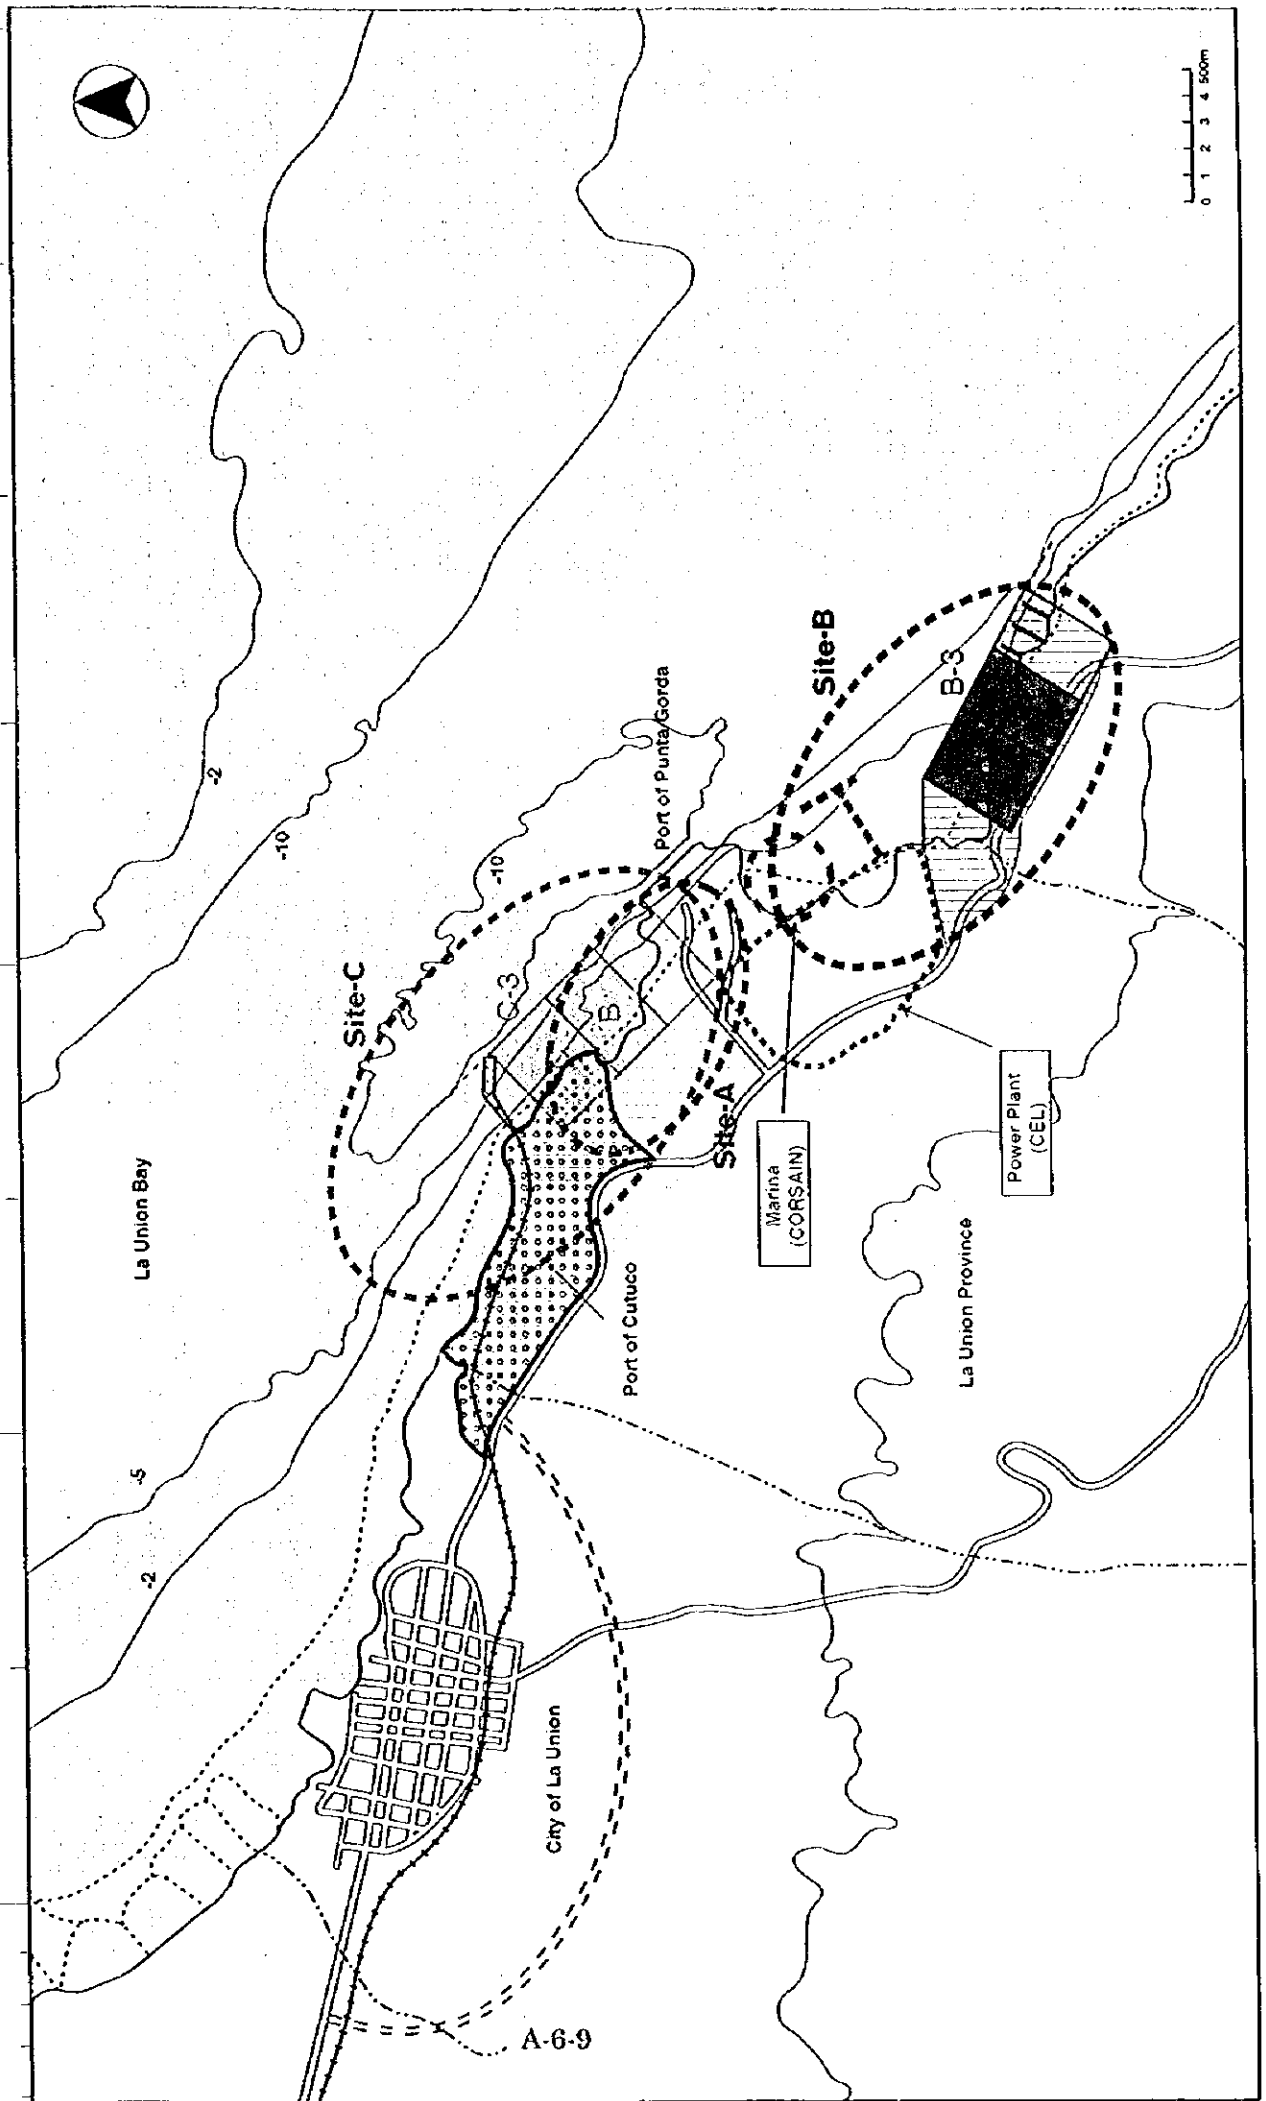 0 1 2 3 4 500m
La Union Bay
-2
-10
-10
-5
-2
Site-C
C-3
B
Port of Punta Gorda
Site-B
B-3
Site-A
Marina
(CORSAIN)
Power Plant
(CEL)
Port of Cutuco
La Union Province
City of La Union
A-6-9